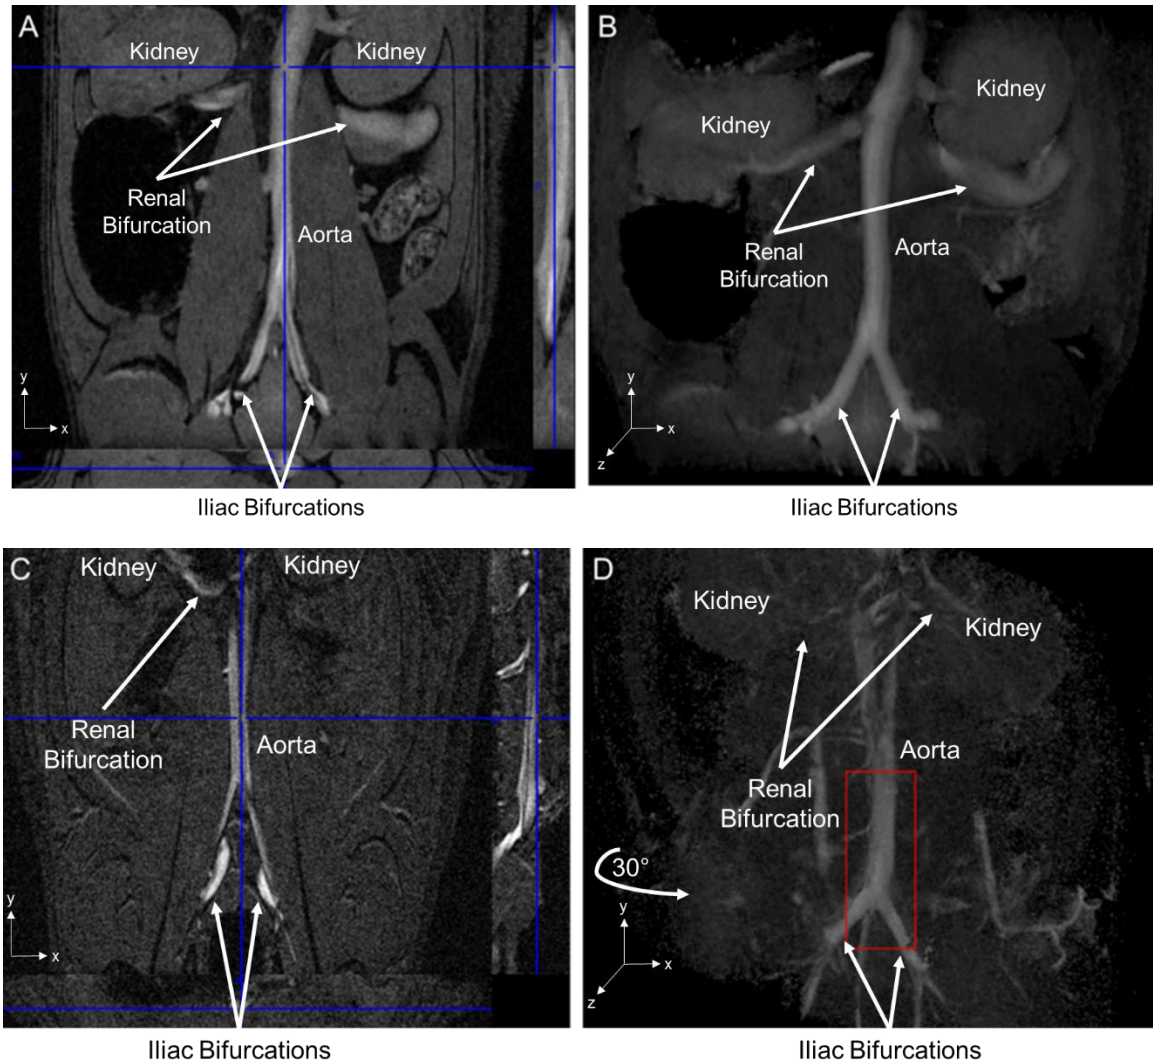 A
Kidney
Kidney
Renal
Bifurcation
Aorta
y
x
Iliac Bifurcations
B
Kidney
Kidney
Renal
Bifurcation
Aorta
y
x
z
Iliac Bifurcations
C
Kidney
Kidney
Renal
Bifurcation
Aorta
y
x
Iliac Bifurcations
D
Kidney
Kidney
Aorta
Renal
Bifurcation
30°
y
x
z
Iliac Bifurcations